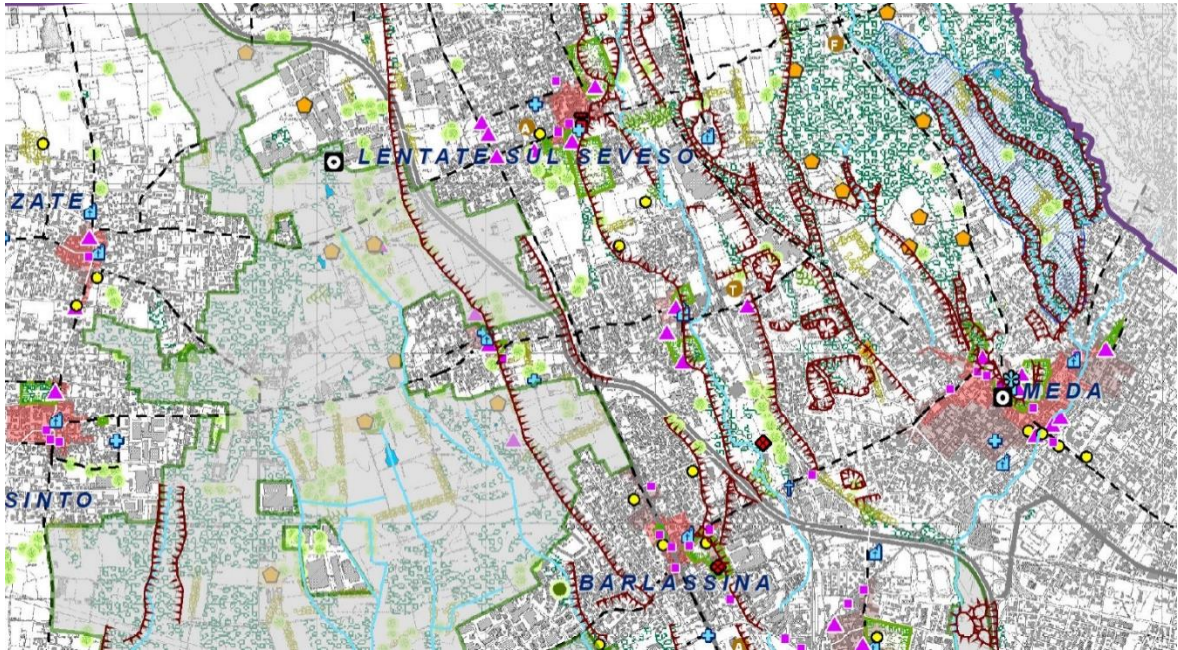 F
A
LENTATE SUL SEVESO
ZATE
T
MEDA
SINTO
BARLASSINA
A